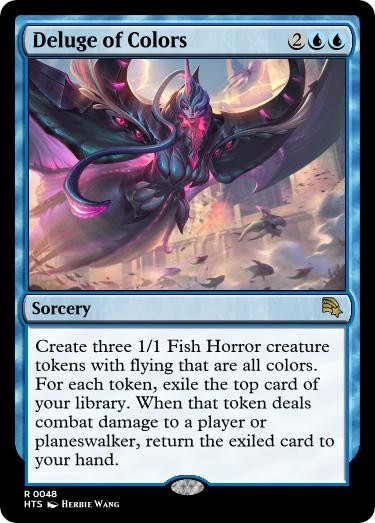 Deluge of Colors 2
Sorcery
Create three 1/1 Fish Horror creature
tokens with flying that are all colors.
For each token, exile the top card of
your library. When that token deals
combat damage to a player or
planeswalker, return the exiled card to
your hand.
R 0048
HTS Herbie Wang